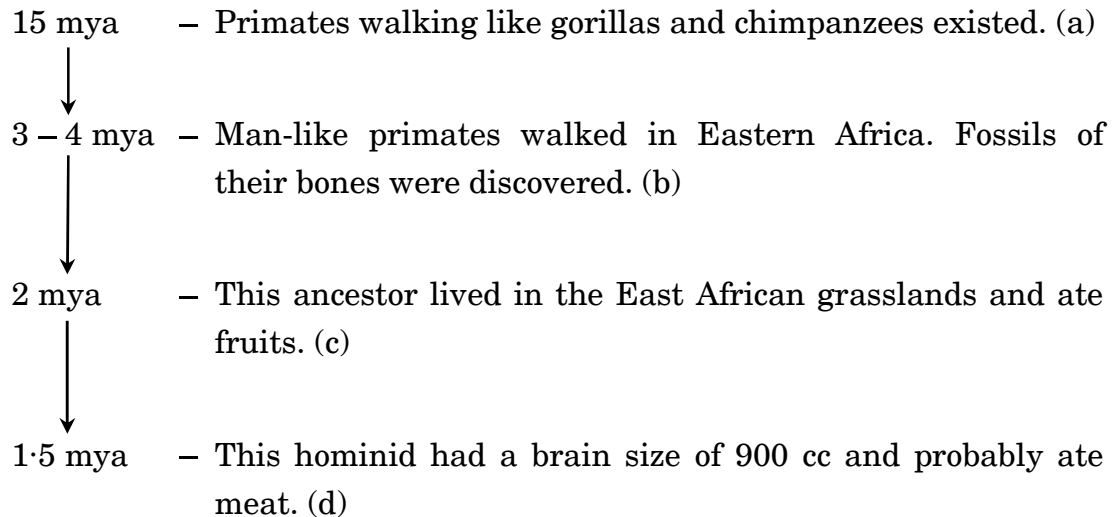 15 mya – Primates walking like gorillas and chimpanzees existed. (a)
3 – 4 mya – Man-like primates walked in Eastern Africa. Fossils of
their bones were discovered. (b)
2 mya – This ancestor lived in the East African grasslands and ate
fruits. (c)
1·5 mya – This hominid had a brain size of 900 cc and probably ate
meat. (d)